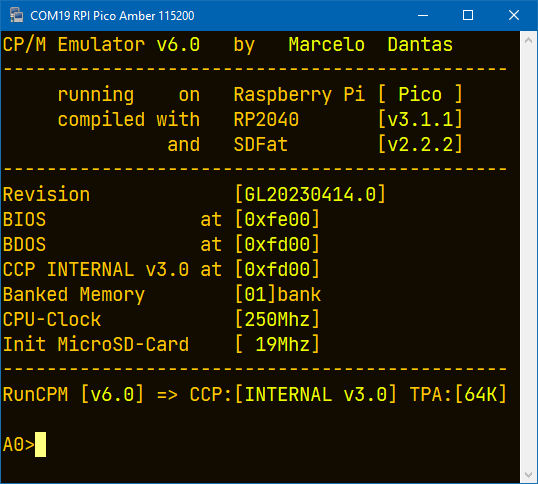 COM19 RPI Pico Amber 115200
CP/M Emulator v6.0   by   Marcelo  Dantas
-----------------------------------------------
     running    on   Raspberry Pi [ Pico ]
     compiled with   RP2040       [v3.1.1]
               and   SDFat        [v2.2.2]
-----------------------------------------------
Revision             [GL20230414.0]
BIOS              at [0xfe00]
BDOS              at [0xfd00]
CCP INTERNAL v3.0 at [0xfd00]
Banked Memory        [01]bank
CPU-Clock            [250Mhz]
Init MicroSD-Card    [ 19Mhz]
-----------------------------------------------
RunCPM [v6.0] => CCP:[INTERNAL v3.0] TPA:[64K]
A0>